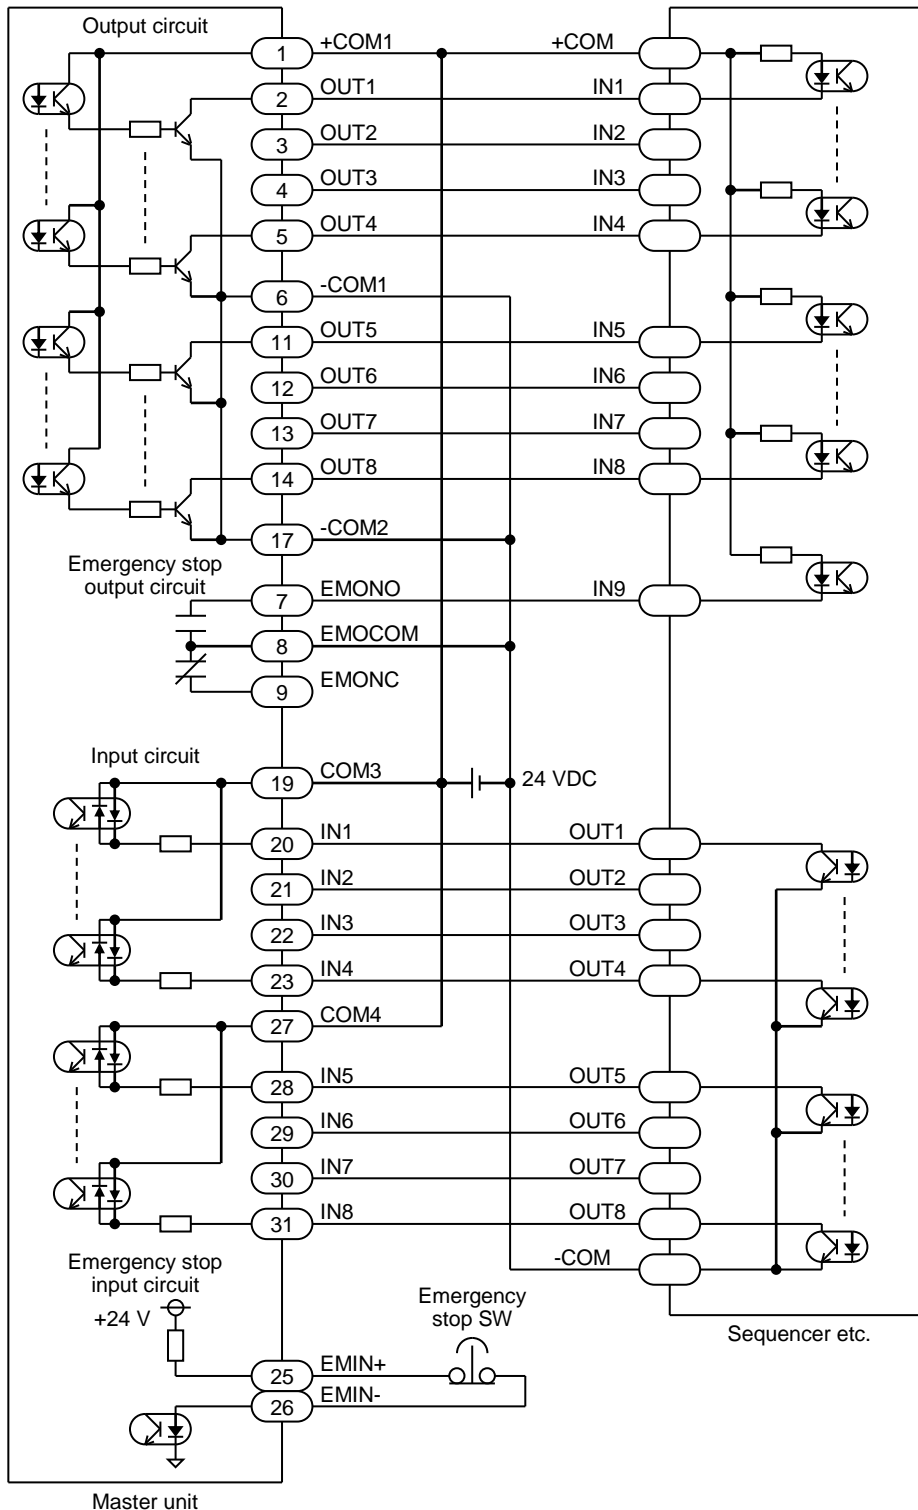 Output circuit
1 +COM1 +COM
2 OUT1 IN1
3 OUT2 IN2
4 OUT3 IN3
5 OUT4 IN4
6 -COM1
11 OUT5 IN5
12 OUT6 IN6
13 OUT7 IN7
14 OUT8 IN8
17 -COM2
Emergency stop
output circuit
7 EMONO IN9
8 EMOCOM
9 EMONC
Input circuit
19 COM3 24 VDC
20 IN1 OUT1
21 IN2 OUT2
22 IN3 OUT3
23 IN4 OUT4
27 COM4
28 IN5 OUT5
29 IN6 OUT6
30 IN7 OUT7
31 IN8 OUT8
-COM
Emergency stop
input circuit
+24 V
Emergency
stop SW
Sequencer etc.
25 EMIN+
26 EMIN-
Master unit